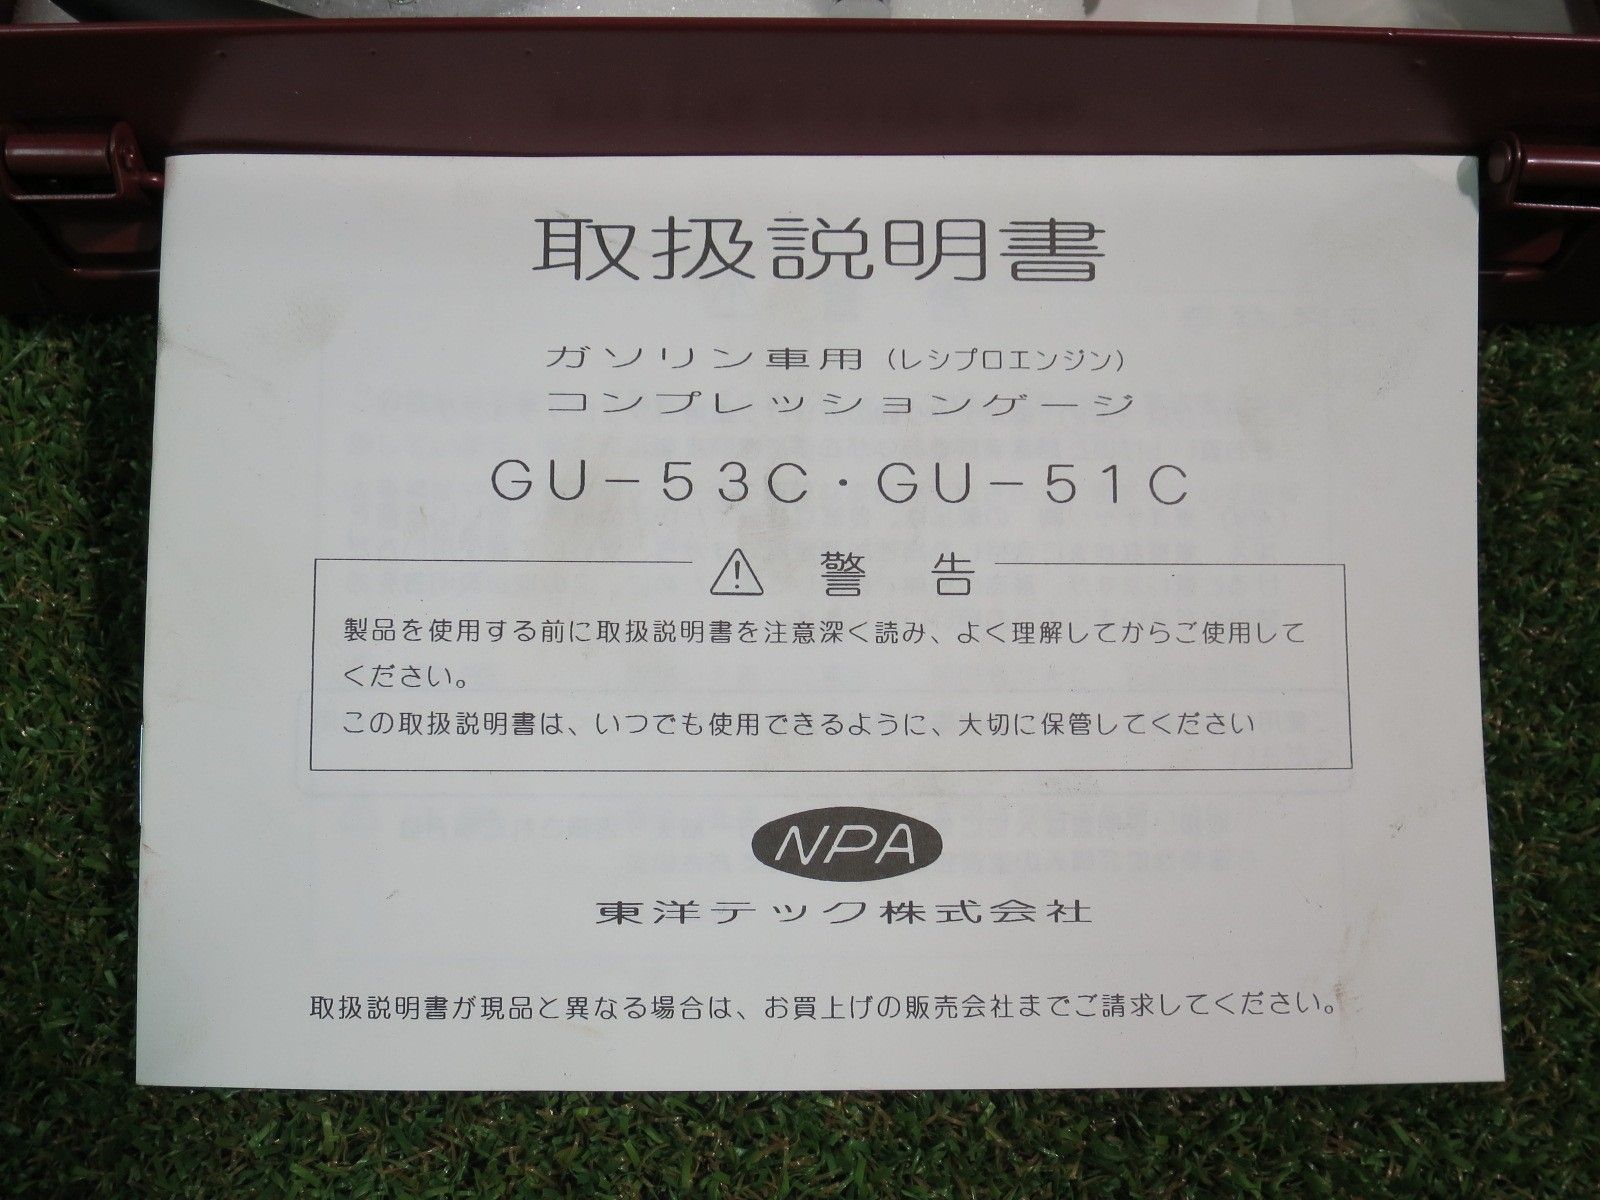 取扱説明書
ガソリン車用（レシプロエンジン）
コンプレッションゲージ
GU－53C・GU－51C
⚠ 警告
製品を使用する前に取扱説明書を注意深く読み、よく理解してからご使用して
ください。
この取扱説明書は、いつでも使用できるように、大切に保管してください
NPA
東洋テック株式会社
取扱説明書が現品と異なる場合は、お買上げの販売会社までご請求してください。